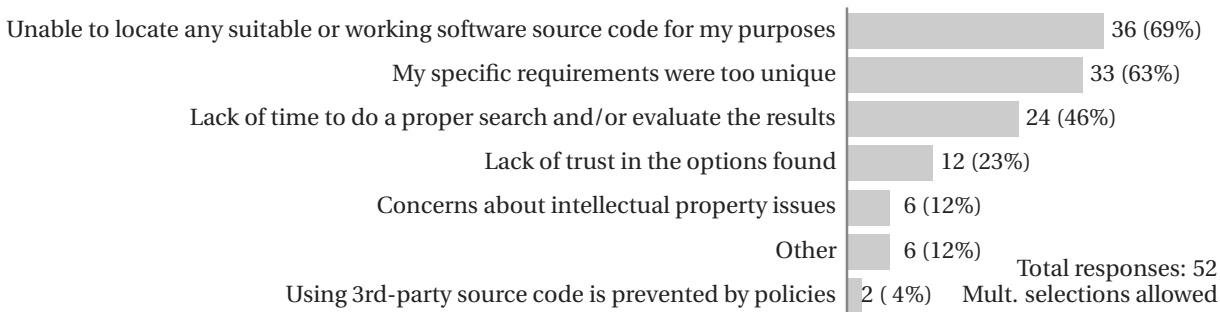 Unable to locate any suitable or working software source code for my purposes 36 (69%)
My specific requirements were too unique 33 (63%)
Lack of time to do a proper search and/or evaluate the results 24 (46%)
Lack of trust in the options found 12 (23%)
Concerns about intellectual property issues 6 (12%)
Other 6 (12%)
Total responses: 52
Using 3rd-party source code is prevented by policies 2 ( 4%) Mult. selections allowed